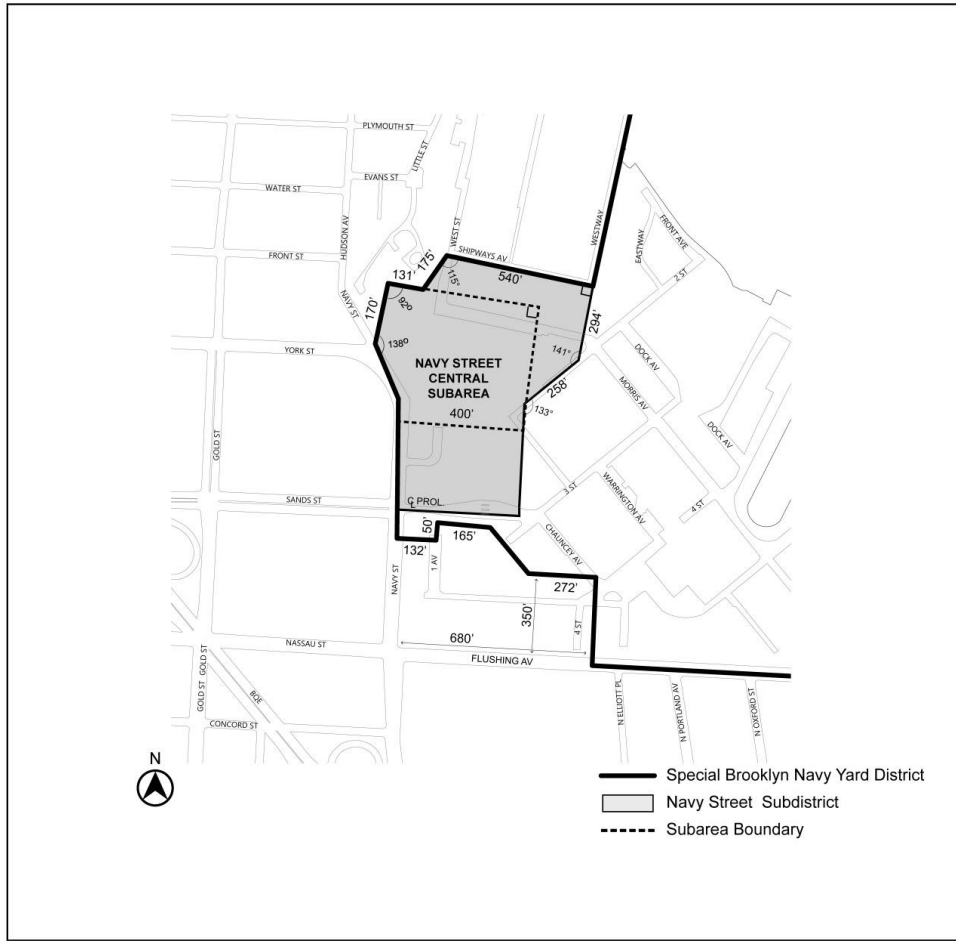 PLYMOUTH ST
LITTLE ST
EVANS ST
WATER ST
HUDSON AV
FRONT ST
WEST ST
SHIPWAYS AV
WESTWAY
EASTWAY
FRONT AVE
2 ST
175'
131'
115°
540'
92º
170'
NAVY ST
294'
138º
YORK ST
141°
NAVY STREET
CENTRAL
SUBAREA
258'
400'
133°
DOCK AV
MORRIS AV
DOCK AV
GOLD ST
SANDS ST
CL PROL.
3 ST
WARRINGTON AV
4 ST
50'
165'
132'
CHAUNCEY AV
1 AV
272'
NAVY ST
350'
4 ST
680'
NASSAU ST
FLUSHING AV
GOLD ST
GOLD ST
BQE
CONCORD ST
N ELLIOTT PL
N PORTLAND AV
N OXFORD ST
N
Special Brooklyn Navy Yard District
Navy Street Subdistrict
Subarea Boundary